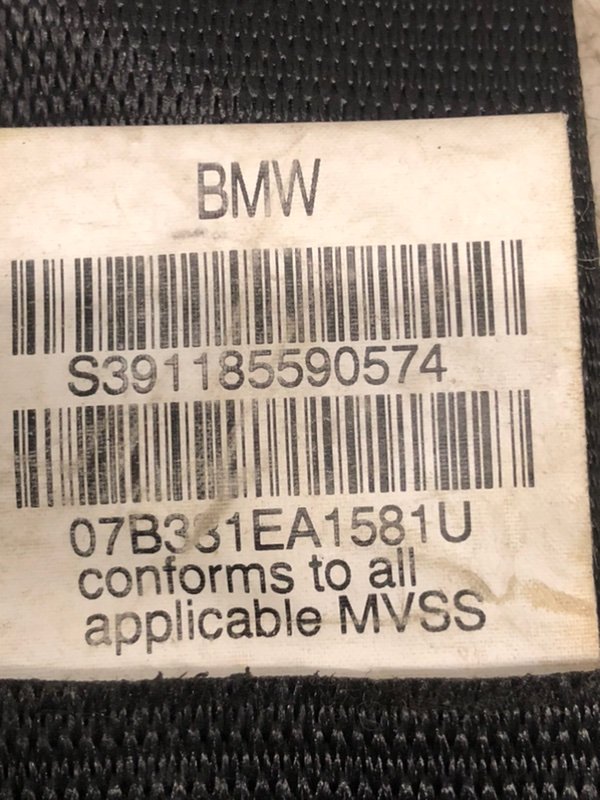 BMW
S391185590574
07B331EA1581U
conforms to all
applicable MVSS